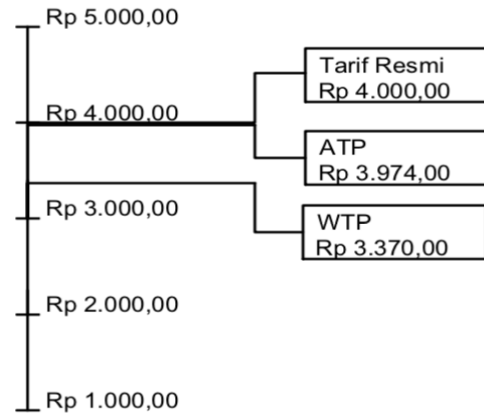 Rp 5.000,00
Rp 4.000,00
Rp 3.000,00
Rp 2.000,00
Rp 1.000,00
Tarif Resmi
Rp 4.000,00
ATP
Rp 3.974,00
WTP
Rp 3.370,00